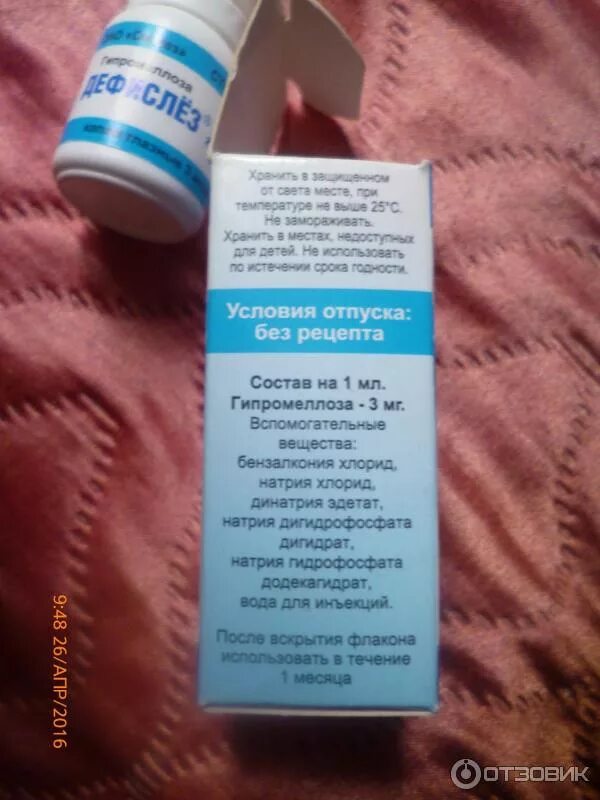 Гипромеллоза
ДЕФИСЛЁЗ®
капли глазные 3
Хранить в защищенном
от света месте, при
температуре не выше 25°С.
Не замораживать.
Хранить в местах, недоступных
для детей. Не использовать
по истечении срока годности.
Условия отпуска:
без рецепта
Состав на 1 мл.
Гипромеллоза - 3 мг.
Вспомогательные
вещества:
бензалкония хлорид,
натрия хлорид,
динатрия эдетат,
натрия дигидрофосфата
дигидрат,
натрия гидрофосфата
додекагидрат,
вода для инъекций.
После вскрытия флакона
использовать в течение
1 месяца
9:48 26/АПР/2016
ОТЗОВИК